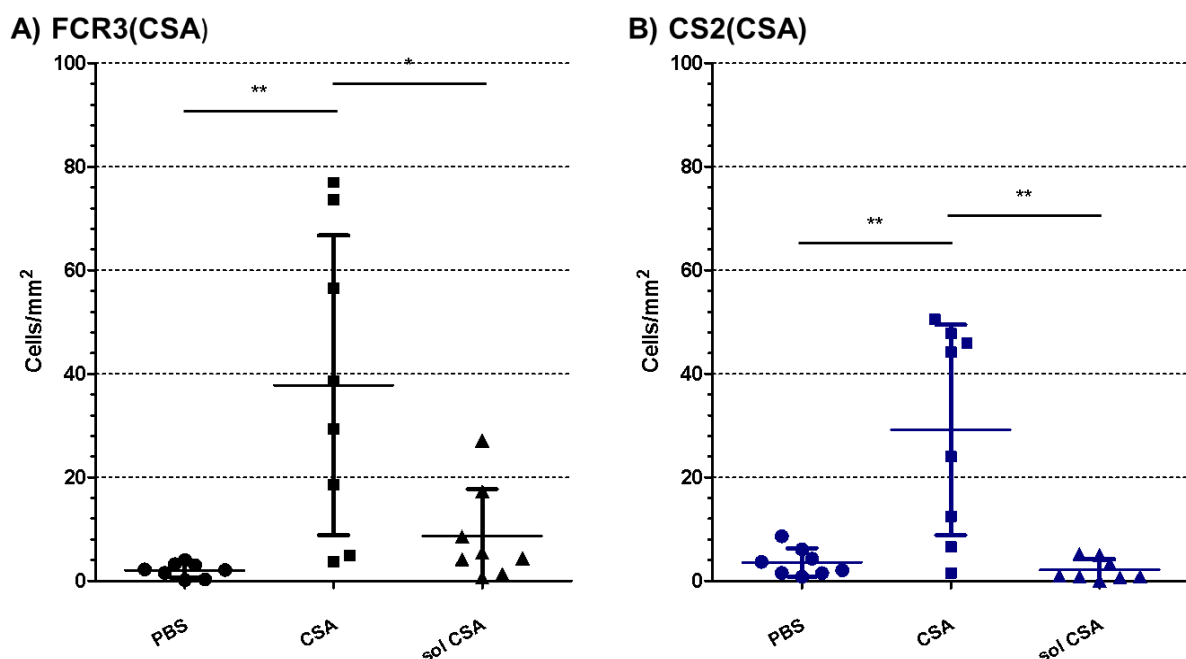 A) FCR3(CSA)
B) CS2(CSA)
100
80
60
40
20
0
Cells/mm²
**
*
PBS
CSA
sol CSA
100
80
60
40
20
0
Cells/mm²
**
**
PBS
CSA
sol CSA